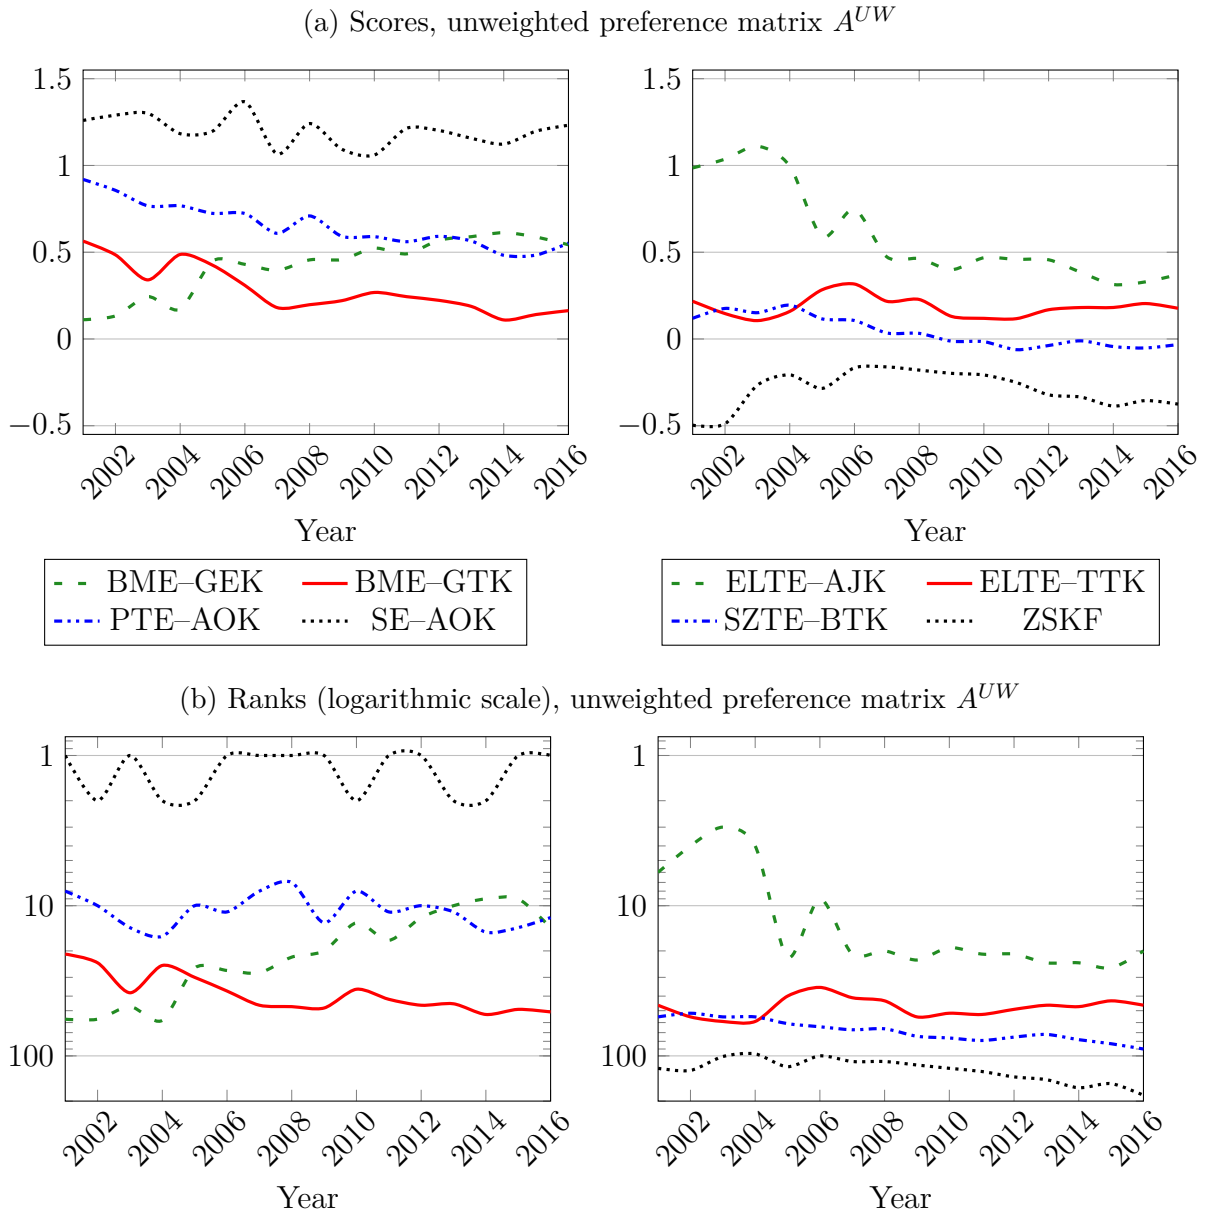 (a) Scores, unweighted preference matrix A^{UW}
1.5
1
0.5
0
−0.5
2002 2004 2006 2008 2010 2012 2014 2016
Year
BME–GEK BME–GTK
PTE–AOK SE–AOK
1.5
1
0.5
0
−0.5
2002 2004 2006 2008 2010 2012 2014 2016
Year
ELTE–AJK ELTE–TTK
SZTE–BTK ZSKF
(b) Ranks (logarithmic scale), unweighted preference matrix A^{UW}
1
10
100
2002 2004 2006 2008 2010 2012 2014 2016
Year
1
10
100
2002 2004 2006 2008 2010 2012 2014 2016
Year